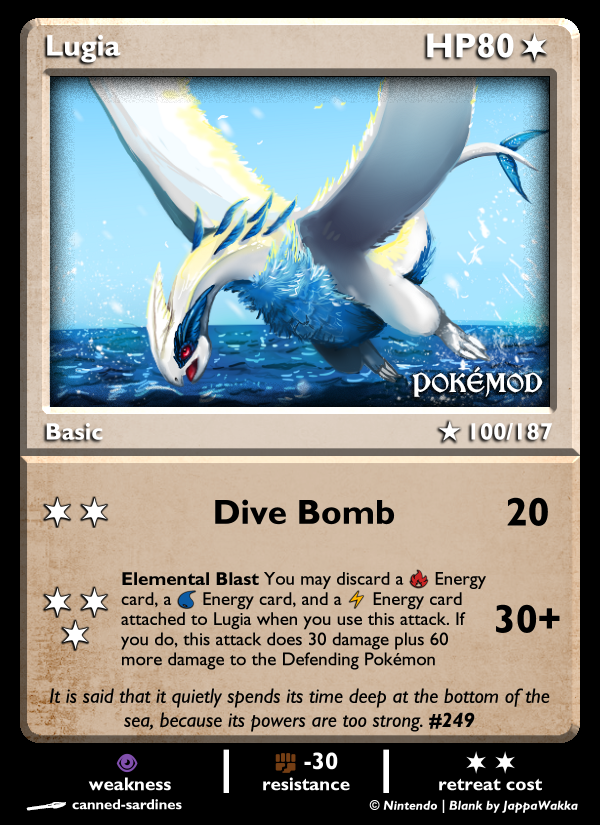 Lugia HP80
POKÉMOD
Basic ★ 100/187
Dive Bomb 20
Elemental Blast You may discard a Energy
card, a Energy card, and a Energy card
attached to Lugia when you use this attack. If
you do, this attack does 30 damage plus 60
more damage to the Defending Pokémon
30+
It is said that it quietly spends its time deep at the bottom of the
sea, because its powers are too strong. #249
-30
weakness resistance retreat cost
canned-sardines © Nintendo | Blank by JappaWakka